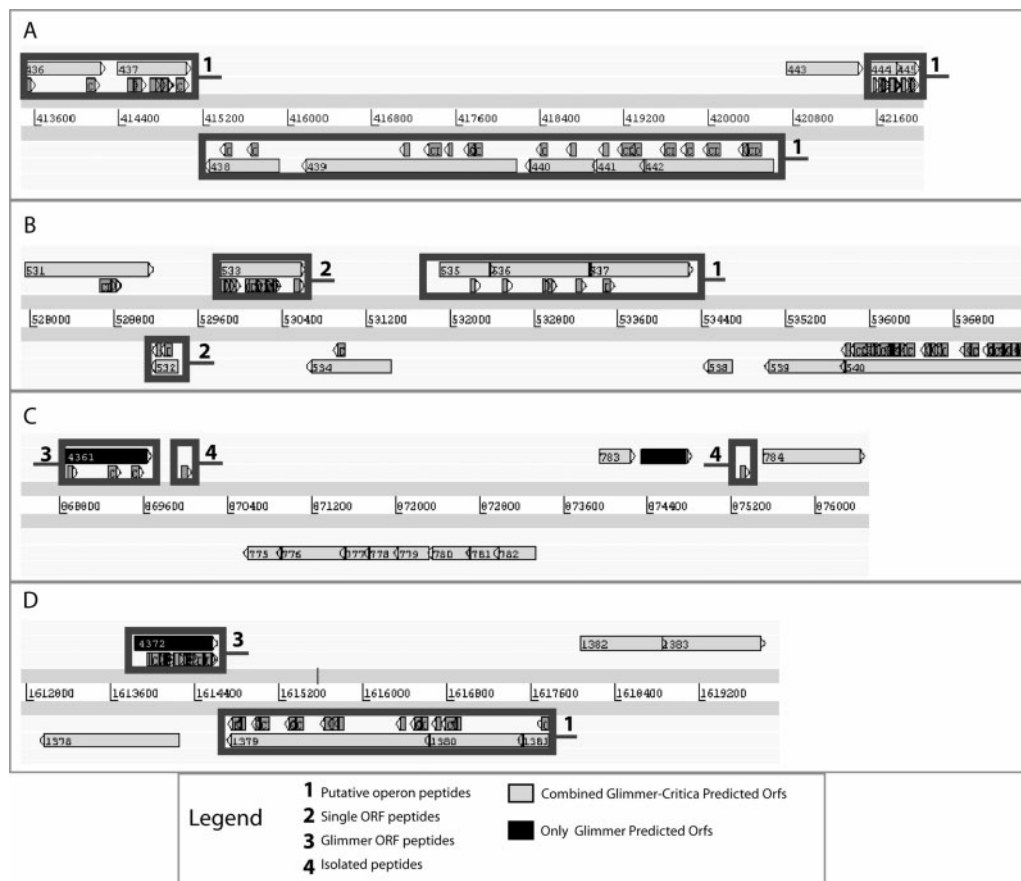 A
436 437 1 443 444 445 1
413600 414400 415200 416000 416800 417600 418400 419200 420000 420800 421600
438 439 440 441 442 1
B
531 533 2 535 536 537 1
528000 528800 529600 530400 531200 532000 532800 533600 534400 535200 536000 536800
532 2 534 538 539 540
C
3 4361 4 783 4 784
868800 869600 870400 871200 872000 872800 873600 874400 875200 876000
775 776 777 778 779 780 781 782
D
4372 3 1382 1383
1612800 1613600 1614400 1615200 1616000 1616800 1617600 1618400 1619200
1378 1379 1380 1381 1
Legend
1 Putative operon peptides
2 Single ORF peptides
3 Glimmer ORF peptides
4 Isolated peptides
Combined Glimmer-Critica Predicted Orfs
Only Glimmer Predicted Orfs